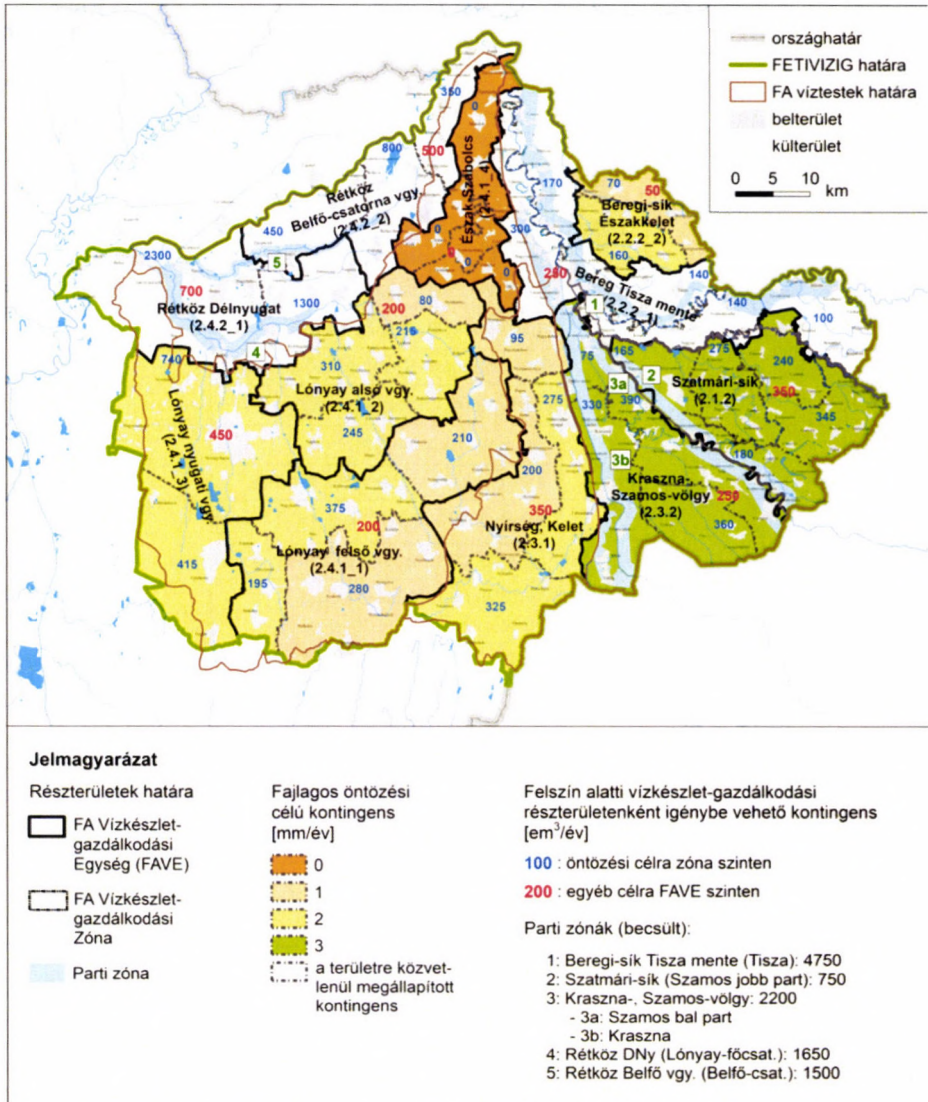 országhatár
FETIVIZIG határa
FA víztestek határa
belterület
külterület
0 5 10
km
350
0
800
500
Rétköz
Belfő-csatorna vgy.
(2.4.2_2)
450
5
Észak-Szabolcs
(2.4.1_4)
0
0
0
170
300
70
50
Beregi-sík
Északkelet
(2.2.2_2)
160
2300
700
Rétköz Délnyugat
(2.4.2_1)
1300
4
Bereg Tisza mente
(2.2.2_1)
140
140
100
1
200
80
215
95
75
165
275
240
740
310
Lónyay alsó vgy.
(2.4.1_2)
245
275
3a
2
Szatmári-sík
(2.1.2)
350
345
330
390
Lónyay nyugati vgy.
(2.4.1_3)
450
210
200
3b
180
Kraszna-
Szamos-völgy
(2.3.2)
360
375
200
350
Nyírség, Kelet
(2.3.1)
Lónyay felső vgy.
(2.4.1_1)
415
195
280
325
Jelmagyarázat
Részterületek határa
FA Vízkészlet-
gazdálkodási
Egység (FAVE)
FA Vízkészlet-
gazdálkodási
Zóna
Parti zóna
Fajlagos öntözési
célú kontingens
[mm/év]
0
1
2
3
a területre közvet-
lenül megállapított
kontingens
Felszín alatti vízkészlet-gazdálkodási
részterületenként igénybe vehető kontingens
[em³/év]
100 : öntözési célra zóna szinten
200 : egyéb célra FAVE szinten
Parti zónák (becsült):
1: Beregi-sík Tisza mente (Tisza): 4750
2: Szatmári-sík (Szamos jobb part): 750
3: Kraszna-, Szamos-völgy: 2200
- 3a: Szamos bal part
- 3b: Kraszna
4: Rétköz DNy (Lónyay-főcsat.): 1650
5: Rétköz Belfő vgy. (Belfő-csat.): 1500